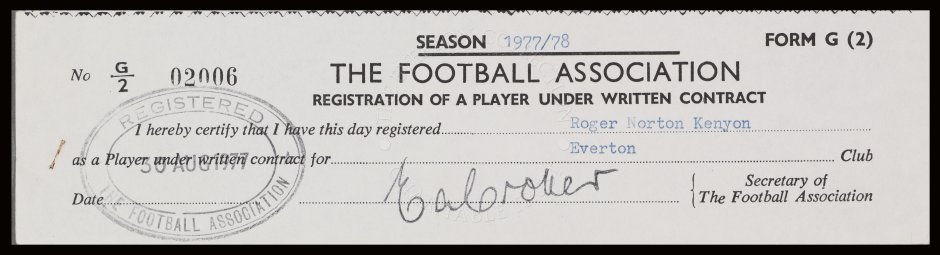 SEASON 1977/78 FORM G (2)
No G/2 02006 THE FOOTBALL ASSOCIATION
REGISTRATION OF A PLAYER UNDER WRITTEN CONTRACT
REGISTERED
I hereby certify that I have this day registered Roger Norton Kenyon
as a Player under written contract for Everton Club
30 AUG 1977
Date EaCroker Secretary of
The Football Association
THE FOOTBALL ASSOCIATION